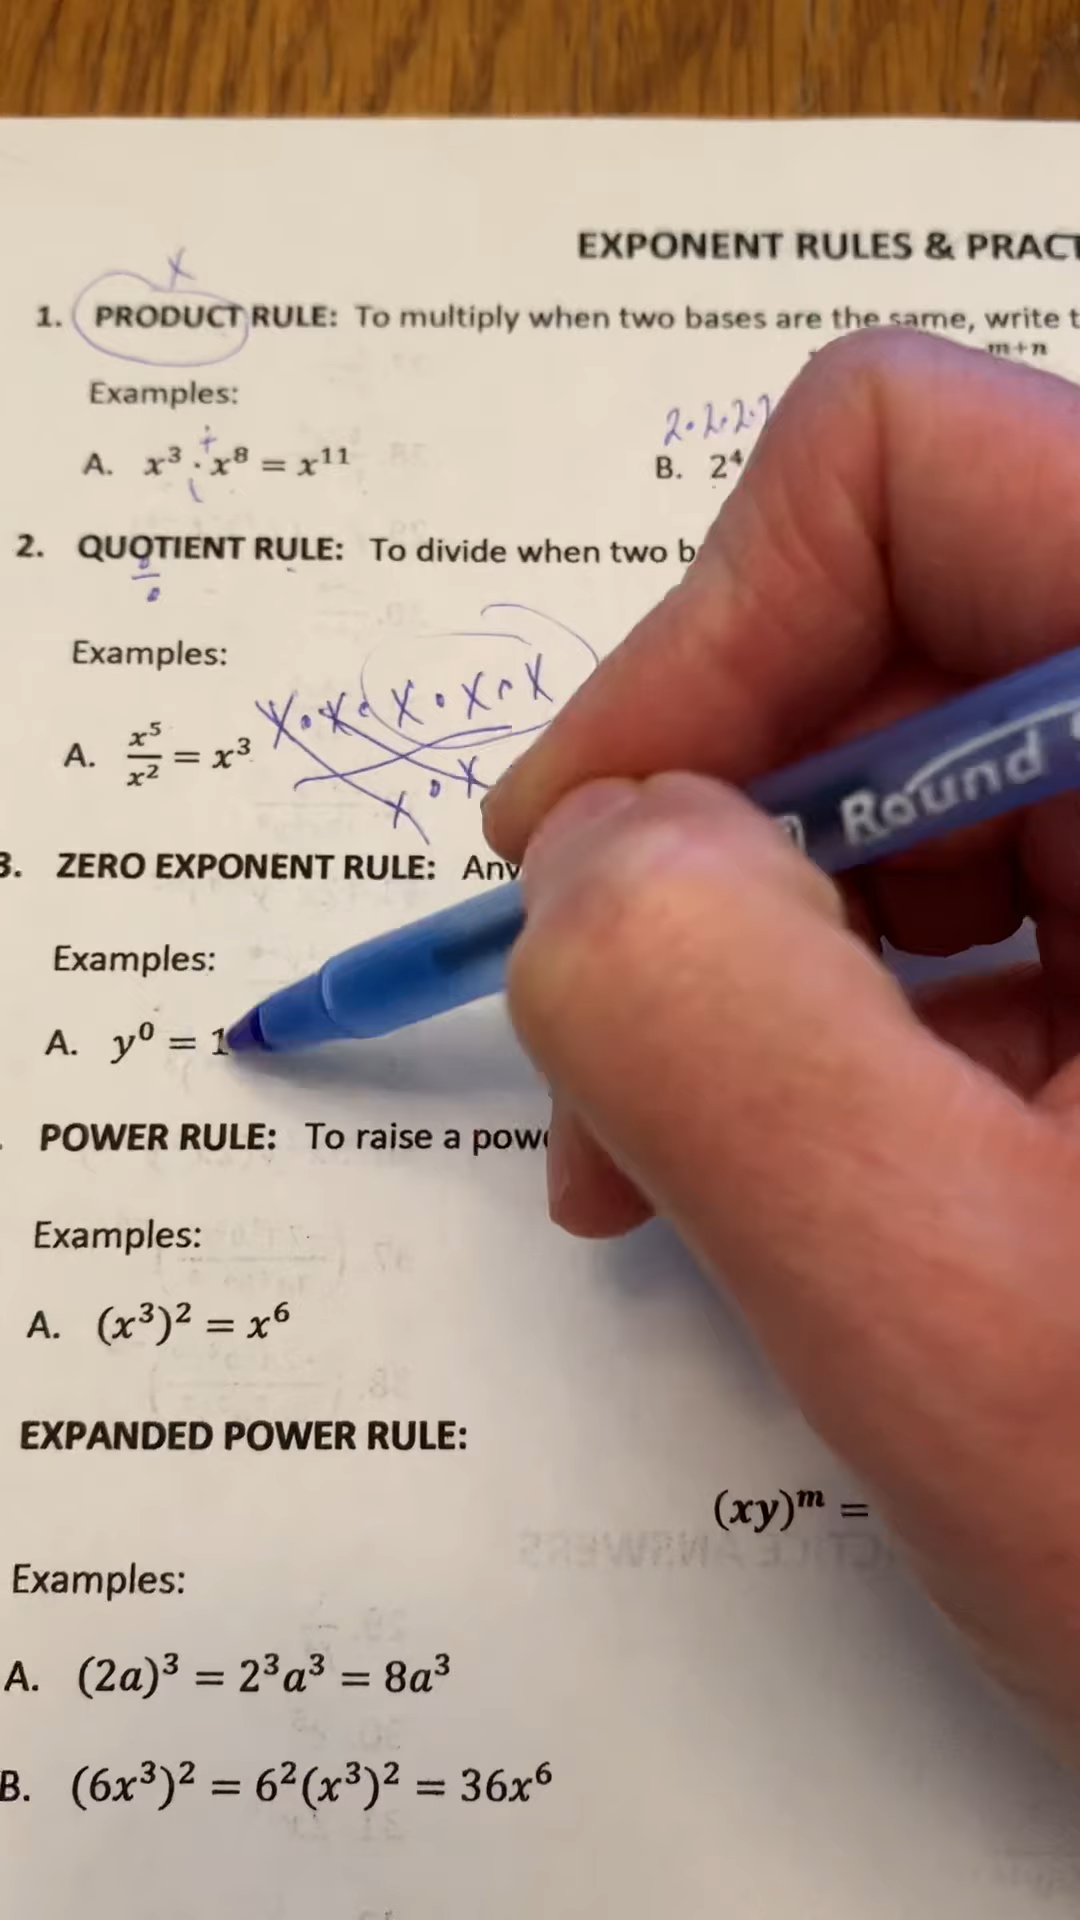 EXPONENT RULES & PRACT
x
1. PRODUCT RULE: To multiply when two bases are the same, write t
m+n
Examples:
2·2·2·2
+
A. x³ · x⁸ = x¹¹
B. 2⁴
2. QUOTIENT RULE: To divide when two b
÷
Examples:
x·x·x·x·x
A. x⁵/x² = x³
x·x
3. ZERO EXPONENT RULE: Any
Examples:
A. y⁰ = 1
POWER RULE: To raise a powe
Examples:
A. (x³)² = x⁶
EXPANDED POWER RULE:
(xy)ᵐ =
Examples:
A. (2a)³ = 2³a³ = 8a³
B. (6x³)² = 6²(x³)² = 36x⁶
Round